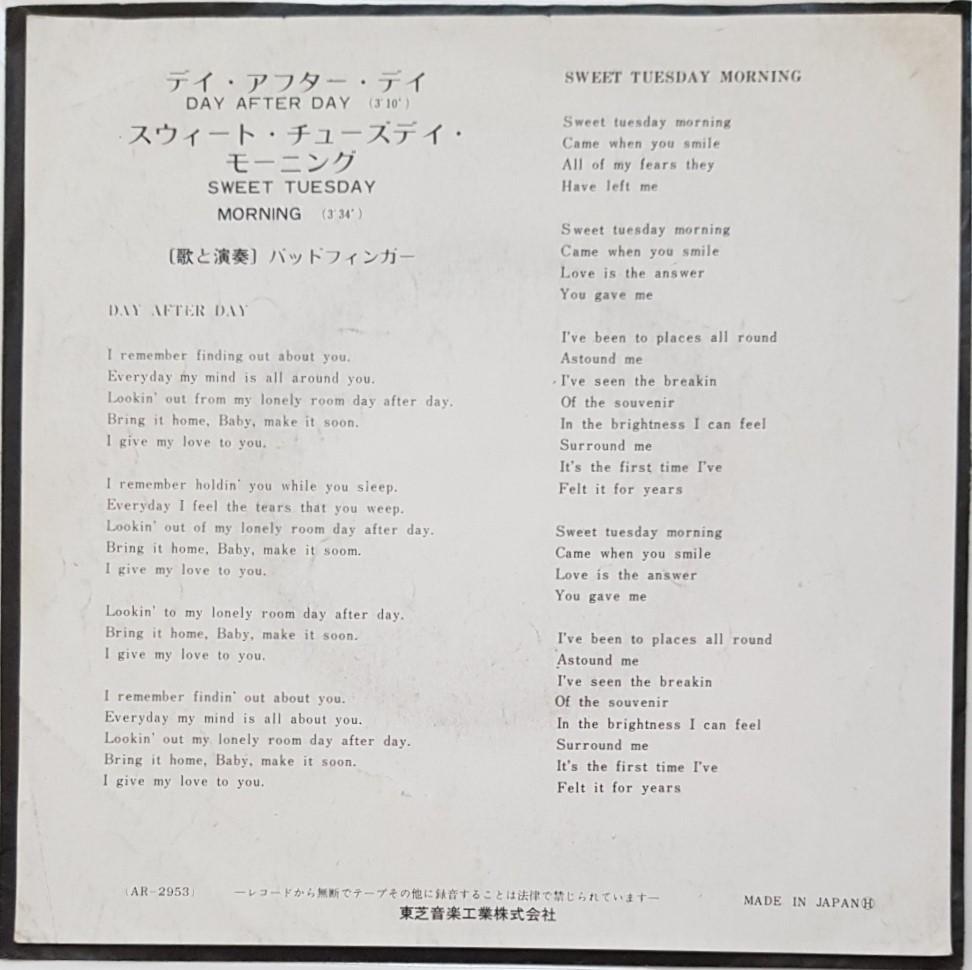 デイ・アフター・デイ
DAY AFTER DAY (3'10")
スウィート・チューズデイ・
モーニング
SWEET TUESDAY
MORNING (3'34")
〔歌と演奏〕バッドフィンガー
DAY AFTER DAY
I remember finding out about you.
Everyday my mind is all around you.
Lookin' out from my lonely room day after day.
Bring it home, Baby, make it soon.
I give my love to you.
I remember holdin' you while you sleep.
Everyday I feel the tears that you weep.
Lookin' out of my lonely room day after day.
Bring it home, Baby, make it soom.
I give my love to you.
Lookin' to my lonely room day after day.
Bring it home, Baby, make it soon.
I give my love to you.
I remember findin' out about you.
Everyday my mind is all about you.
Lookin' out my lonely room day after day.
Bring it home, Baby, make it soon.
I give my love to you.
SWEET TUESDAY MORNING
Sweet tuesday morning
Came when you smile
All of my fears they
Have left me
Sweet tuesday morning
Came when you smile
Love is the answer
You gave me
I've been to places all round
Astound me
I've seen the breakin
Of the souvenir
In the brightness I can feel
Surround me
It's the first time I've
Felt it for years
Sweet tuesday morning
Came when you smile
Love is the answer
You gave me
I've been to places all round
Astound me
I've seen the breakin
Of the souvenir
In the brightness I can feel
Surround me
It's the first time I've
Felt it for years
(AR-2953)
—レコードから無断でテープその他に録音することは法律で禁じられています—
東芝音楽工業株式会社
MADE IN JAPANⒽ